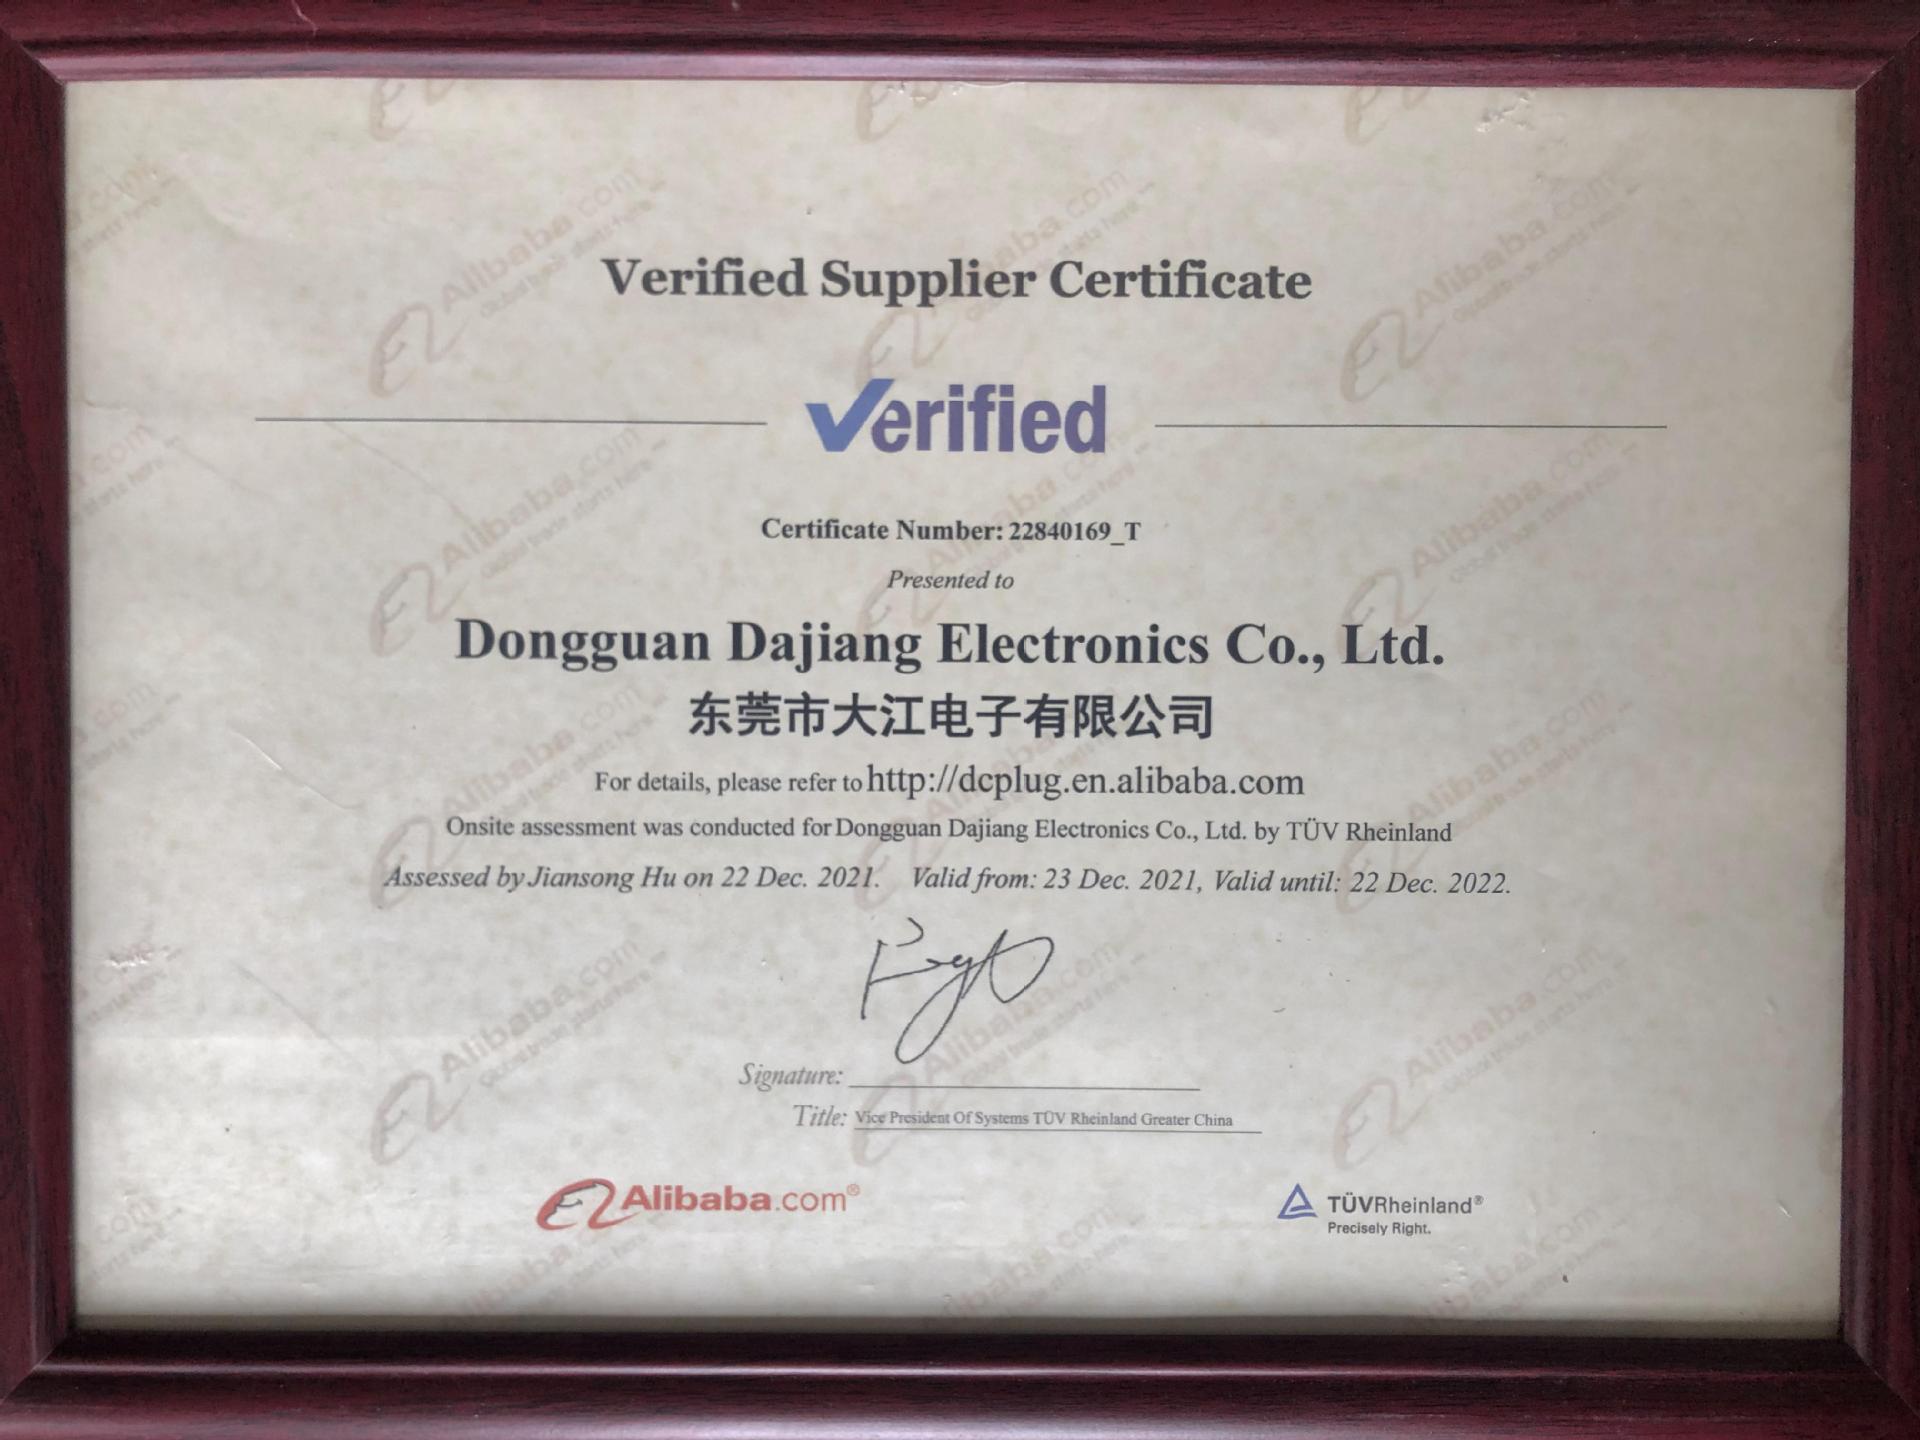 Verified Supplier Certificate
Verified
Certificate Number: 22840169_T
Presented to
Dongguan Dajiang Electronics Co., Ltd.
东莞市大江电子有限公司
For details, please refer to http://dcplug.en.alibaba.com
Onsite assessment was conducted for Dongguan Dajiang Electronics Co., Ltd. by TÜV Rheinland
Assessed by Jiansong Hu on 22 Dec. 2021. Valid from: 23 Dec. 2021, Valid until: 22 Dec. 2022.
Signature:
Title: Vice President Of Systems TÜV Rheinland Greater China
Alibaba.com® TÜVRheinland®
Precisely Right.